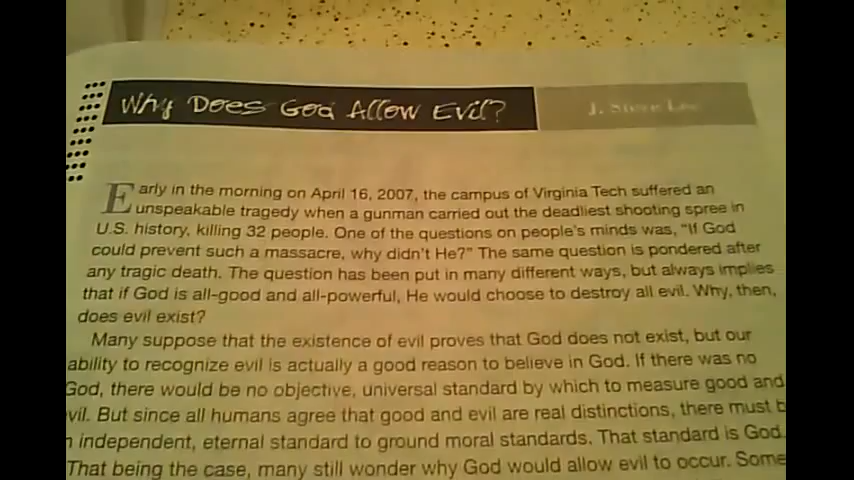 Why Does God Allow Evil?
J. Steve Lee
Early in the morning on April 16, 2007, the campus of Virginia Tech suffered an
unspeakable tragedy when a gunman carried out the deadliest shooting spree in
U.S. history, killing 32 people. One of the questions on people's minds was, "If God
could prevent such a massacre, why didn't He?" The same question is pondered after
any tragic death. The question has been put in many different ways, but always implies
that if God is all-good and all-powerful, He would choose to destroy all evil. Why, then,
does evil exist?
Many suppose that the existence of evil proves that God does not exist, but our
ability to recognize evil is actually a good reason to believe in God. If there was no
God, there would be no objective, universal standard by which to measure good and
vil. But since all humans agree that good and evil are real distinctions, there must b
n independent, eternal standard to ground moral standards. That standard is God.
That being the case, many still wonder why God would allow evil to occur. Some